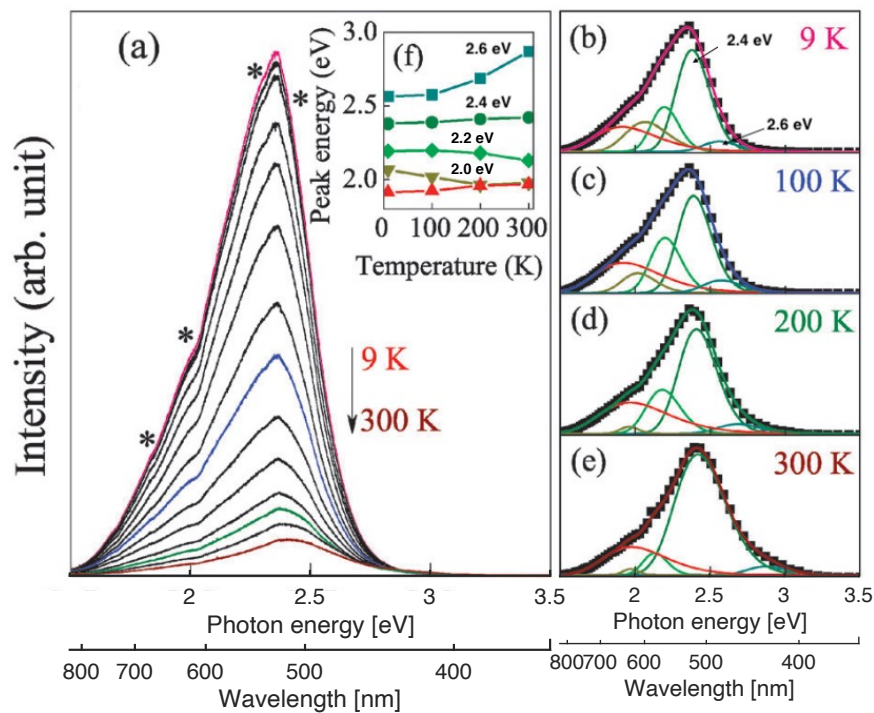 (a)
Intensity (arb. unit)
*
*
*
*
9 K
300 K
2
2.5
3
3.5
Photon energy [eV]
800
700
600
500
400
Wavelength [nm]
(f)
Peak energy (eV)
3.0
2.5
2.0
2.6 eV
2.4 eV
2.2 eV
2.0 eV
0
100
200
300
Temperature (K)
(b)
9 K
2.4 eV
2.6 eV
(c)
100 K
(d)
200 K
(e)
300 K
2
2.5
3
3.5
Photon energy [eV]
800
700
600
500
400
Wavelength [nm]